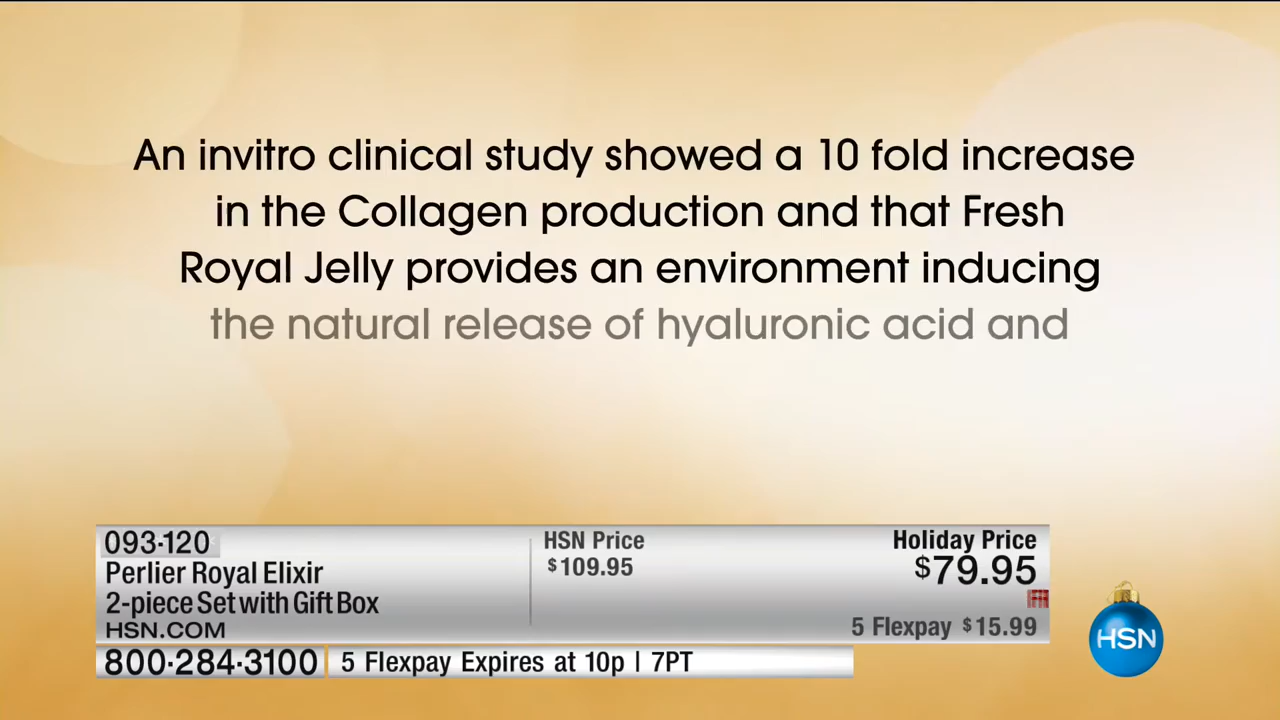 An invitro clinical study showed a 10 fold increase
in the Collagen production and that Fresh
Royal Jelly provides an environment inducing
the natural release of hyaluronic acid and
093·120
Perlier Royal Elixir
2-piece Set with Gift Box
HSN.COM
HSN Price
$109.95
Holiday Price
$79.95
5 Flexpay $15.99
800·284·3100
5 Flexpay Expires at 10p | 7PT
HSN